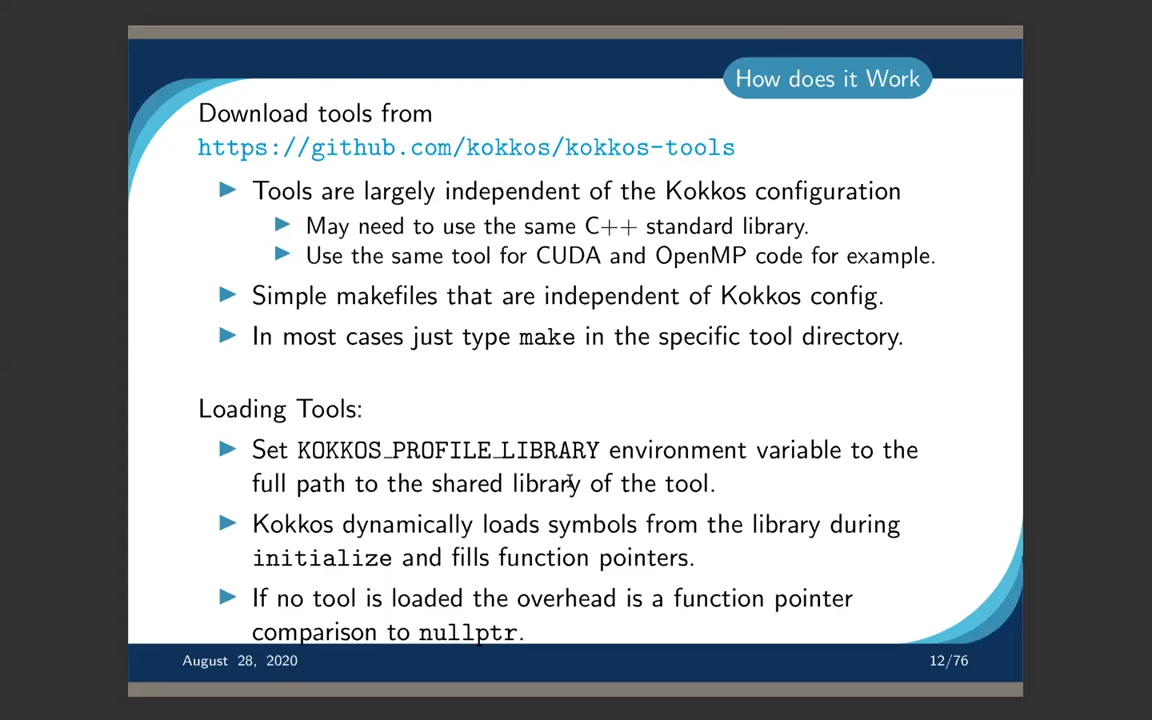 How does it Work
Download tools from
https://github.com/kokkos/kokkos-tools
Tools are largely independent of the Kokkos configuration
May need to use the same C++ standard library.
Use the same tool for CUDA and OpenMP code for example.
Simple makefiles that are independent of Kokkos config.
In most cases just type make in the specific tool directory.
Loading Tools:
Set KOKKOS_PROFILE_LIBRARY environment variable to the
full path to the shared library of the tool.
Kokkos dynamically loads symbols from the library during
initialize and fills function pointers.
If no tool is loaded the overhead is a function pointer
comparison to nullptr.
August 28, 2020
12/76